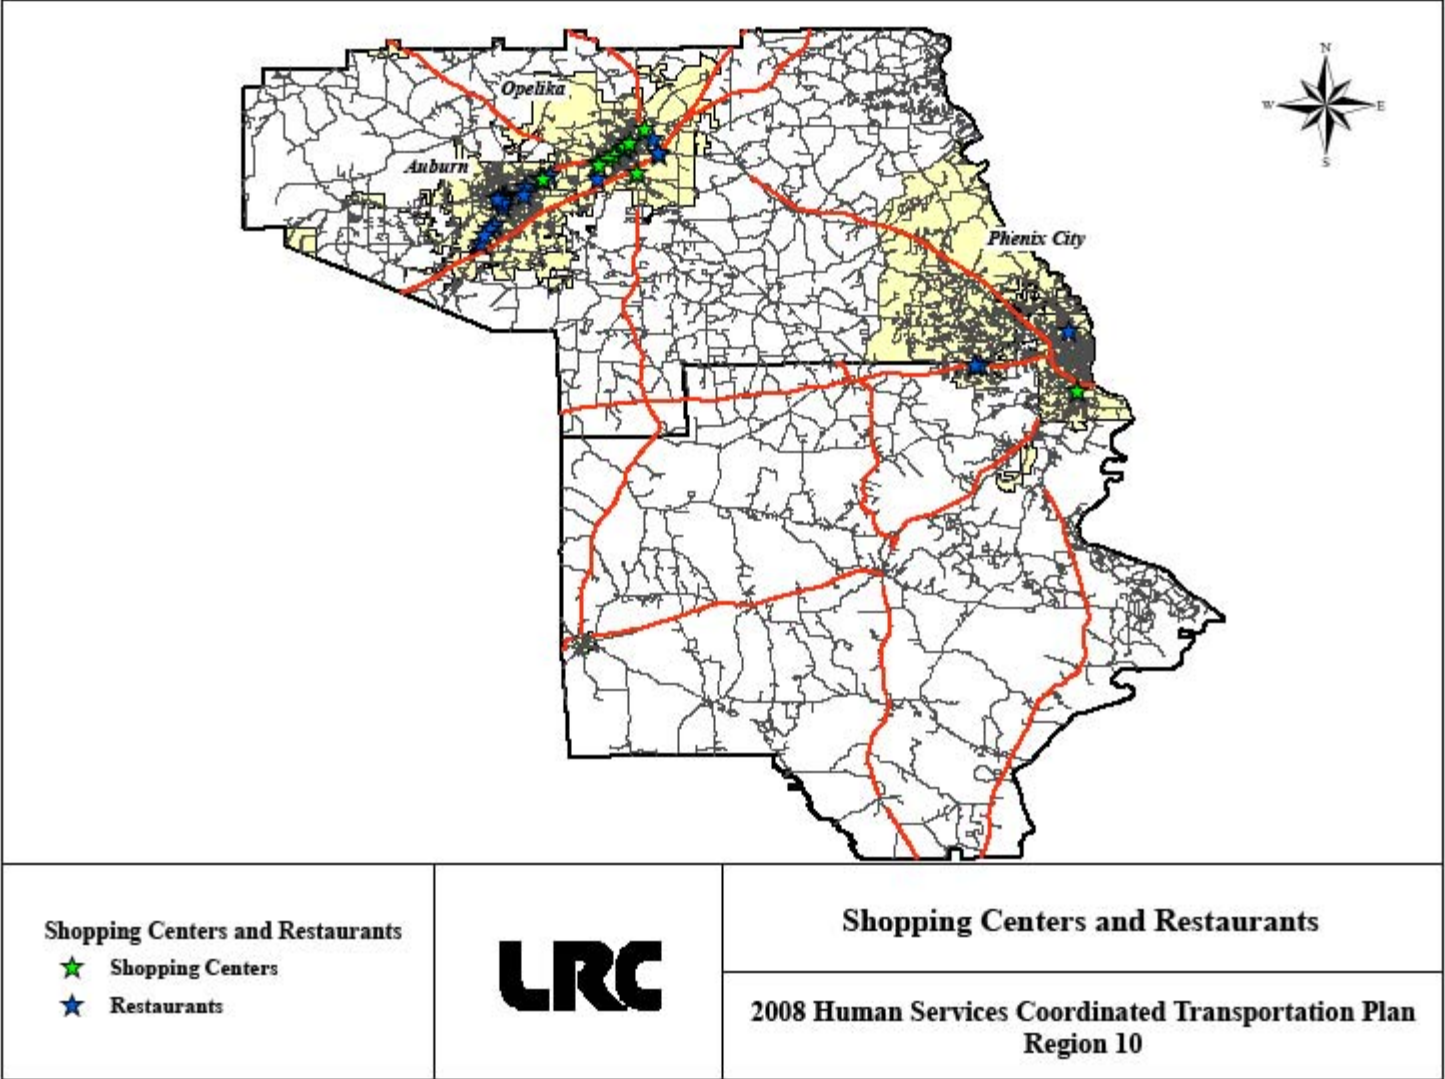 N
W E
S
Opelika
Auburn
Phenix City
Shopping Centers and Restaurants
Shopping Centers
Restaurants
LRC
Shopping Centers and Restaurants
2008 Human Services Coordinated Transportation Plan
Region 10